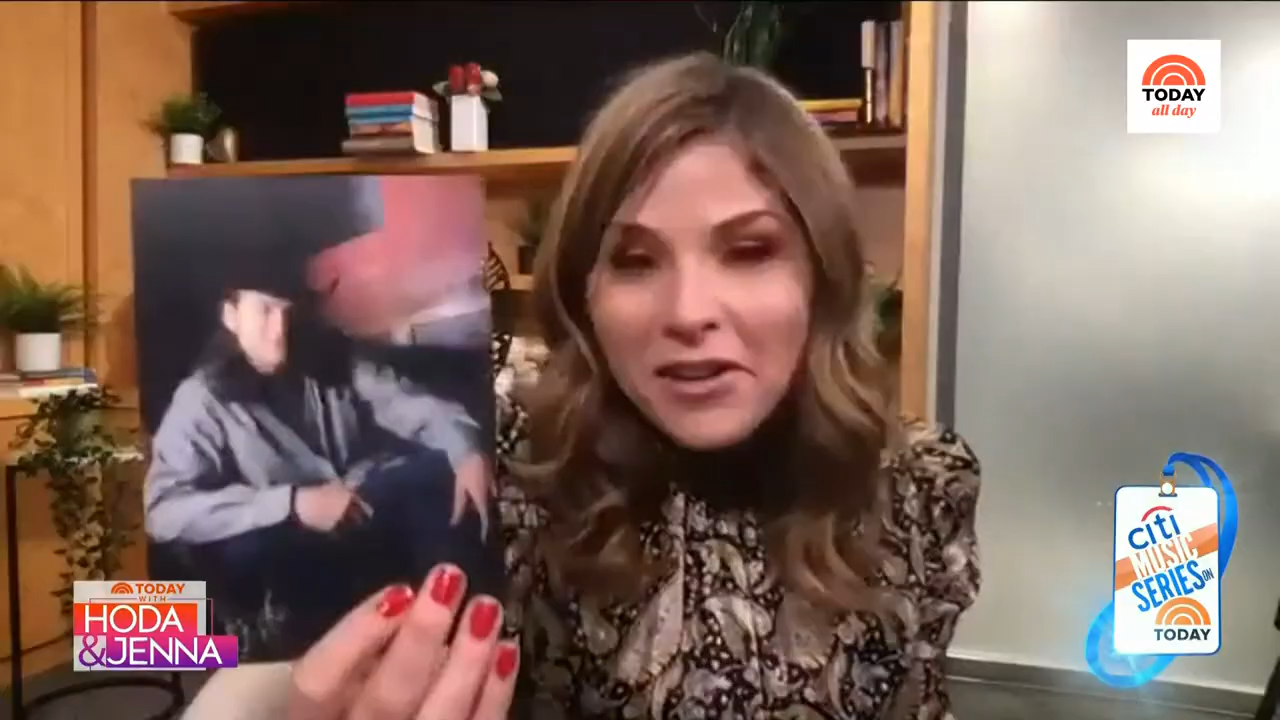 TODAY
all day
citi
MUSIC
SERIES ON
TODAY
TODAY
WITH
HODA
&JENNA